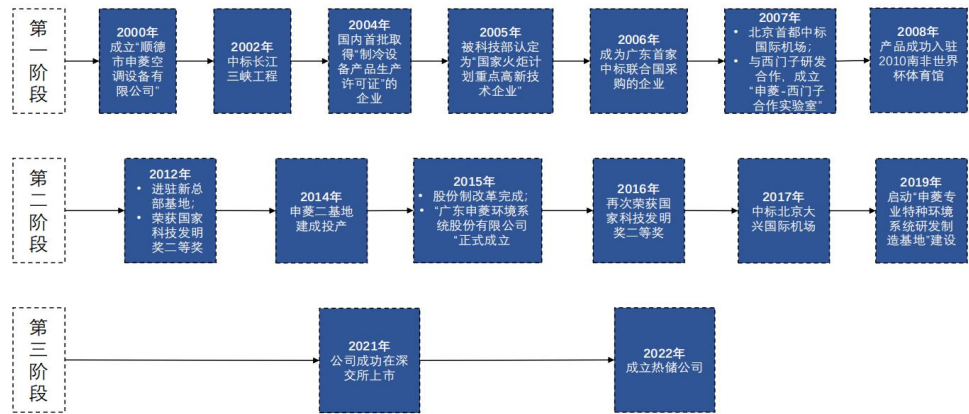 第一阶段
2000年
成立“顺德
市申菱空
调设备有
限公司”
2002年
中标长江
三峡工程
2004年
国内首批取
得“制冷设
备产品生产
许可证”的
企业
2005年
被科技部认定
为“国家火炬计
划重点高新技
术企业”
2006年
成为广东首家
中标联合国采
购的企业
2007年
• 北京首都中标
国际机场；
• 与西门子研发
合作，成立
“申菱-西门子
合作实验室”
2008年
产品成功入驻
2010南非世界
杯体育馆
第二阶段
2012年
• 进驻新总
部基地；
• 荣获国家
科技发明
奖二等奖
2014年
申菱二基地
建成投产
2015年
• 股份制改革完成；
• “广东申菱环境系
统股份有限公司
“正式成立
2016年
再次荣获国
家科技发明
奖二等奖
2017年
中标北京大
兴国际机场
2019年
启动“申菱专
业特种环境
系统研发制
造基地”建设
第三阶段
2021年
公司成功在深
交所上市
2022年
成立热储公司